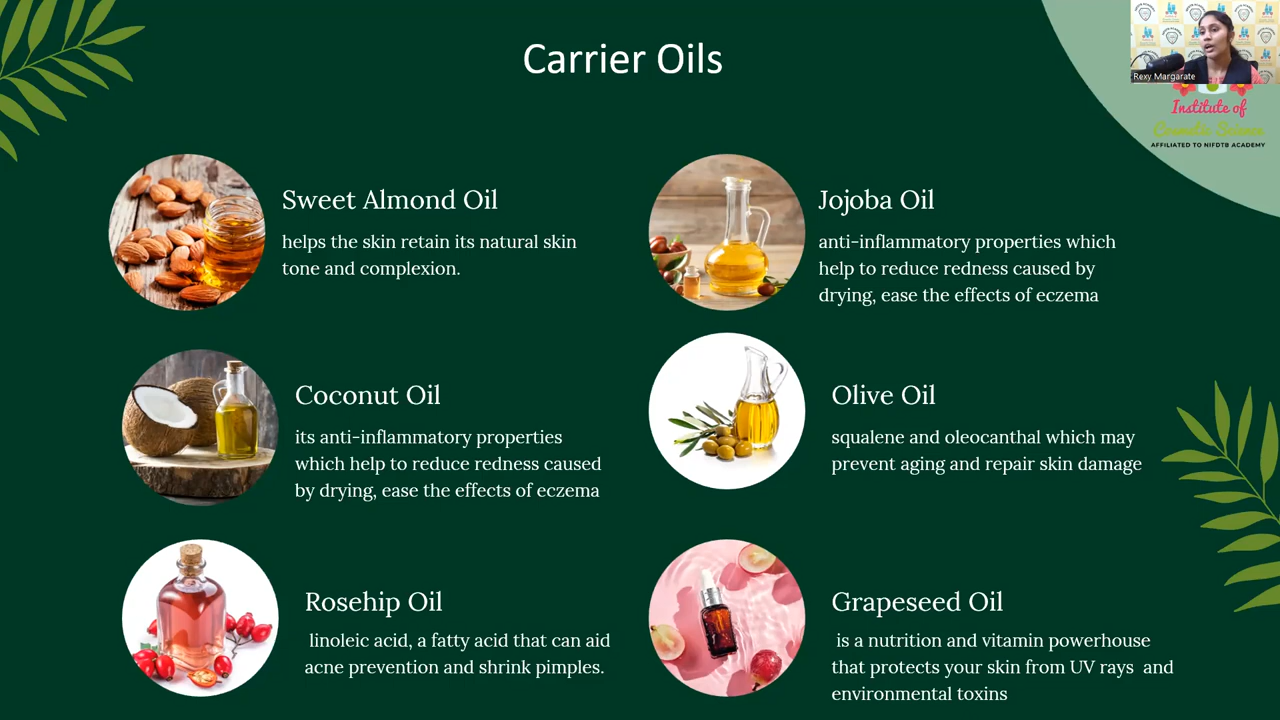 Carrier Oils
Rexy Margarate
Institute of
Cosmetic Science
AFFILIATED TO NIFDTB ACADEMY
Sweet Almond Oil
helps the skin retain its natural skin
tone and complexion.
Jojoba Oil
anti-inflammatory properties which
help to reduce redness caused by
drying, ease the effects of eczema
Coconut Oil
its anti-inflammatory properties
which help to reduce redness caused
by drying, ease the effects of eczema
Olive Oil
squalene and oleocanthal which may
prevent aging and repair skin damage
Rosehip Oil
linoleic acid, a fatty acid that can aid
acne prevention and shrink pimples.
Grapeseed Oil
is a nutrition and vitamin powerhouse
that protects your skin from UV rays and
environmental toxins